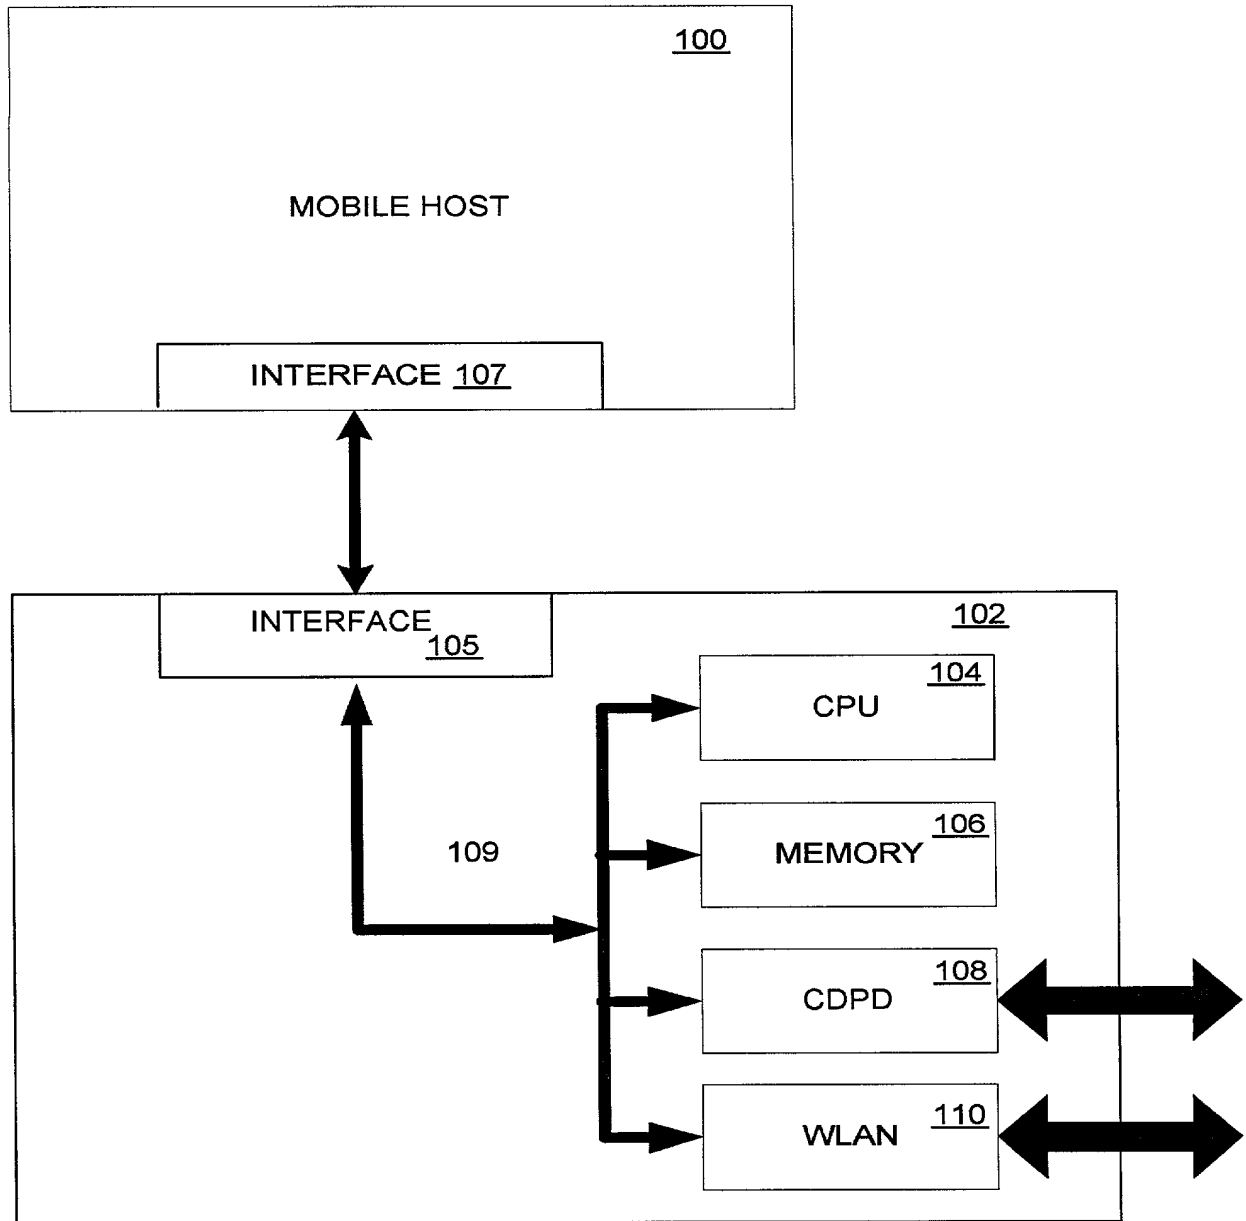 100
MOBILE HOST
INTERFACE 107
INTERFACE
105
102
104
CPU
106
MEMORY
109
108
CDPD
110
WLAN